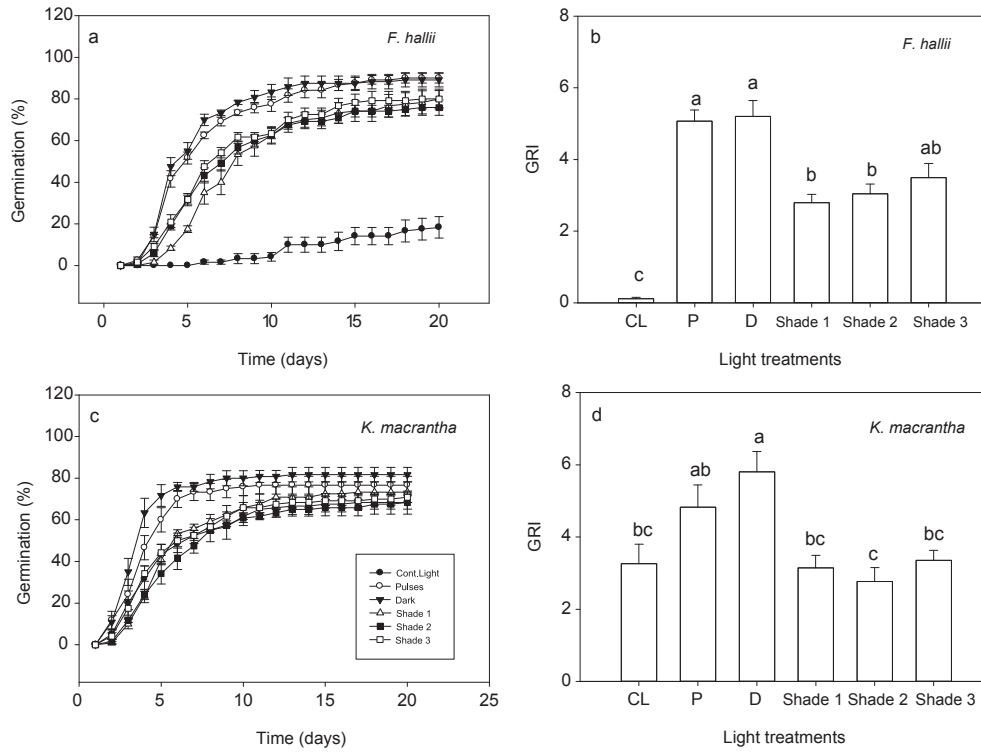 a
F. hallii
120
100
80
60
40
20
0
Germination (%)
0 5 10 15 20
Time (days)
b
F. hallii
8
6
4
2
0
GRI
c
a
a
b
b
ab
CL P D Shade 1 Shade 2 Shade 3
Light treatments
c
K. macrantha
120
100
80
60
40
20
0
Germination (%)
Cont.Light
Pulses
Dark
Shade 1
Shade 2
Shade 3
0 5 10 15 20 25
Time (days)
d
K. macrantha
8
6
4
2
0
GRI
bc
ab
a
bc
c
bc
CL P D Shade 1 Shade 2 Shade 3
Light treatments